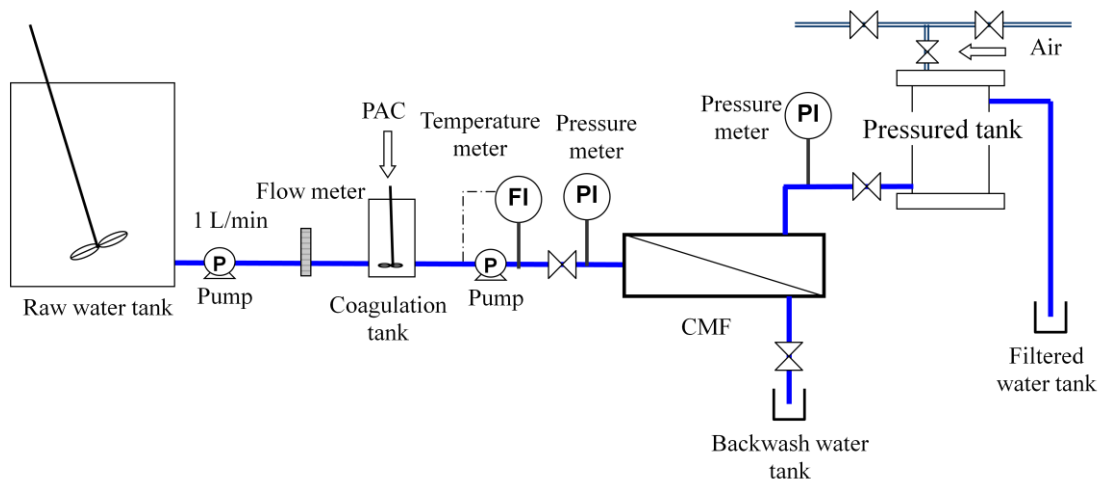 Air
PAC
Temperature
meter
Pressure
meter
Pressure
meter
PI
Pressured tank
Flow meter
FI
PI
1 L/min
P
Pump
P
Pump
Raw water tank
Coagulation
tank
CMF
Filtered
water tank
Backwash water
tank